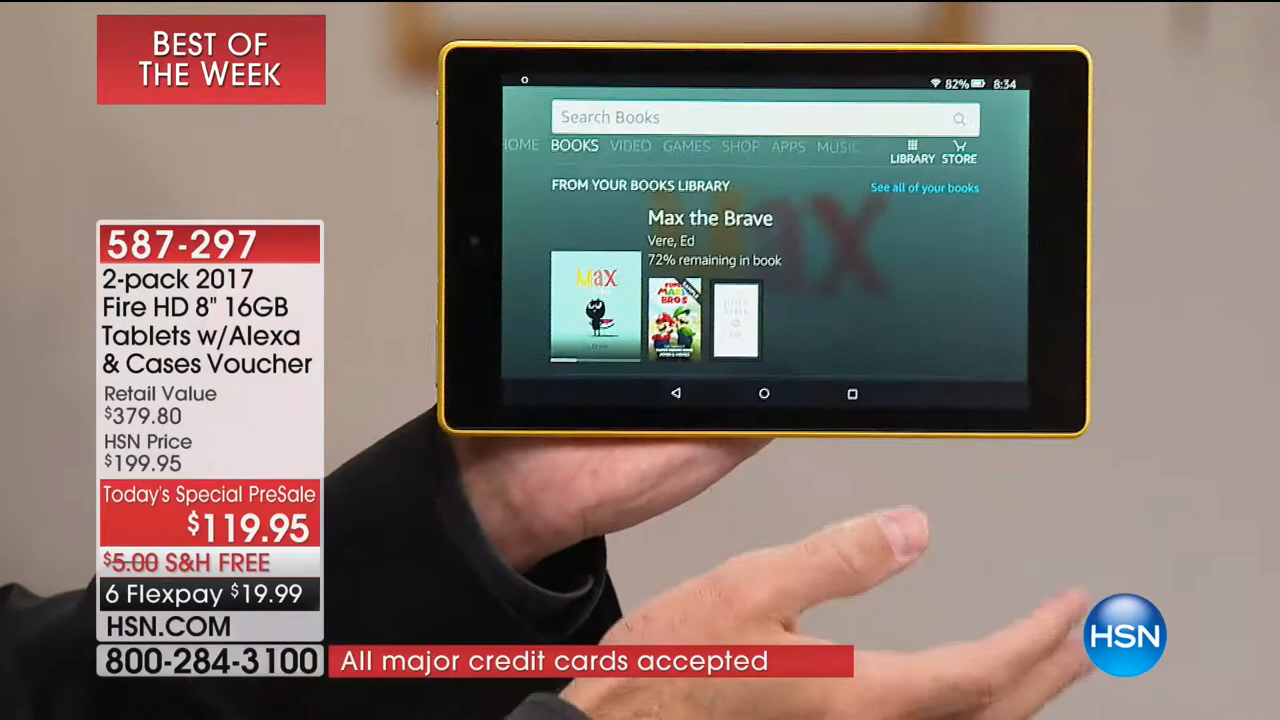 BEST OF
THE WEEK
82% 8:34
Search Books
HOME BOOKS VIDEO GAMES SHOP APPS MUSIC
LIBRARY STORE
FROM YOUR BOOKS LIBRARY
See all of your books
Max the Brave
Vere, Ed
72% remaining in book
Max
SUPER
MARIO
BROS
587-297
2-pack 2017
Fire HD 8" 16GB
Tablets w/Alexa
& Cases Voucher
Retail Value
$379.80
HSN Price
$199.95
Today's Special PreSale
$119.95
$5.00 S&H FREE
6 Flexpay $19.99
HSN.COM
800-284-3100
All major credit cards accepted
HSN